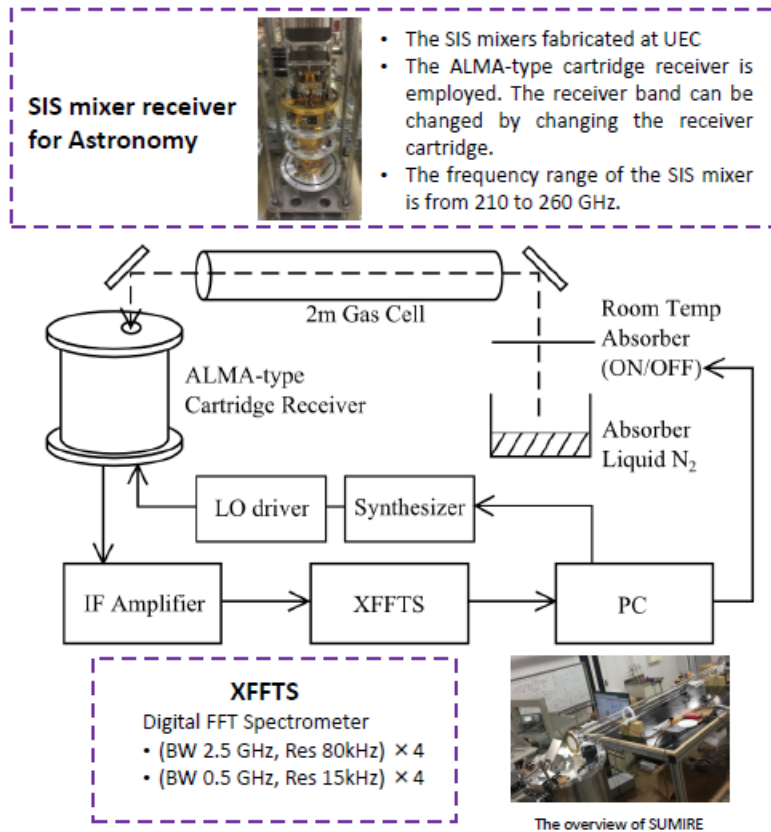 SIS mixer receiver
for Astronomy
• The SIS mixers fabricated at UEC
• The ALMA-type cartridge receiver is
employed. The receiver band can be
changed by changing the receiver
cartridge.
• The frequency range of the SIS mixer
is from 210 to 260 GHz.
2m Gas Cell
Room Temp
Absorber
(ON/OFF)
ALMA-type
Cartridge Receiver
Absorber
Liquid N₂
LO driver
Synthesizer
IF Amplifier
XFFTS
PC
XFFTS
Digital FFT Spectrometer
• (BW 2.5 GHz, Res 80kHz) × 4
• (BW 0.5 GHz, Res 15kHz) × 4
The overview of SUMIRE